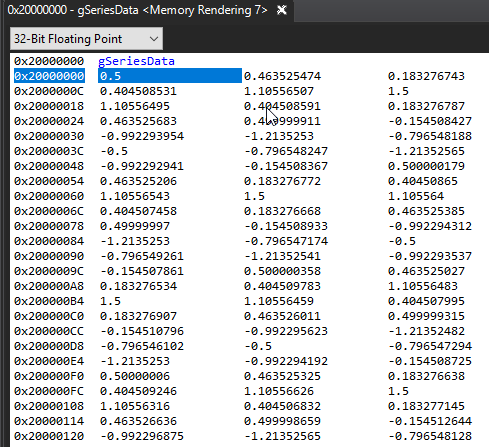 0x20000000 - gSeriesData <Memory Rendering 7>
32-Bit Floating Point
0x20000000 gSeriesData
0x20000000 0.5 0.463525474 0.183276743
0x2000000C 0.404508531 1.10556507 1.5
0x20000018 1.10556495 0.404508591 0.183276787
0x20000024 0.463525683 0.499999911 -0.154508427
0x20000030 -0.992293954 -1.2135253 -0.796548188
0x2000003C -0.5 -0.796548247 -1.21352565
0x20000048 -0.992292941 -0.154508367 0.500000179
0x20000054 0.463525206 0.183276772 0.40450865
0x20000060 1.10556543 1.5 1.105564
0x2000006C 0.404507458 0.183276668 0.463525385
0x20000078 0.49999997 -0.154508933 -0.992294312
0x20000084 -1.2135253 -0.796547174 -0.5
0x20000090 -0.796549261 -1.21352541 -0.992293537
0x2000009C -0.154507861 0.500000358 0.463525027
0x200000A8 0.183276534 0.404509783 1.10556483
0x200000B4 1.5 1.10556459 0.404507995
0x200000C0 0.183276907 0.463526011 0.499999315
0x200000CC -0.154510796 -0.992295623 -1.21352482
0x200000D8 -0.796546102 -0.5 -0.796547294
0x200000E4 -1.2135253 -0.992294192 -0.154508725
0x200000F0 0.50000006 0.463525325 0.183276638
0x200000FC 0.404509246 1.10556626 1.5
0x20000108 1.10556316 0.404506832 0.183277145
0x20000114 0.463526636 0.499998659 -0.154512644
0x20000120 -0.992296875 -1.21352565 -0.796547526